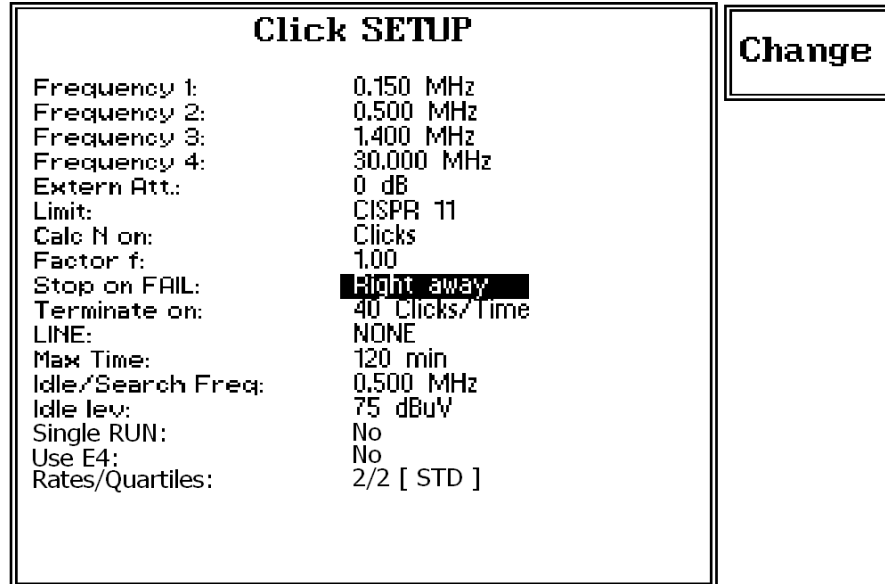 Click SETUP
Change
Frequency 1: 0.150 MHz
Frequency 2: 0.500 MHz
Frequency 3: 1.400 MHz
Frequency 4: 30.000 MHz
Extern Att.: 0 dB
Limit: CISPR 11
Calc N on: Clicks
Factor f: 1.00
Stop on FAIL: Right away
Terminate on: 40 Clicks/Time
LINE: NONE
Max Time: 120 min
Idle/Search Freq: 0.500 MHz
Idle lev: 75 dBuV
Single RUN: No
Use E4: No
Rates/Quartiles: 2/2 [ STD ]